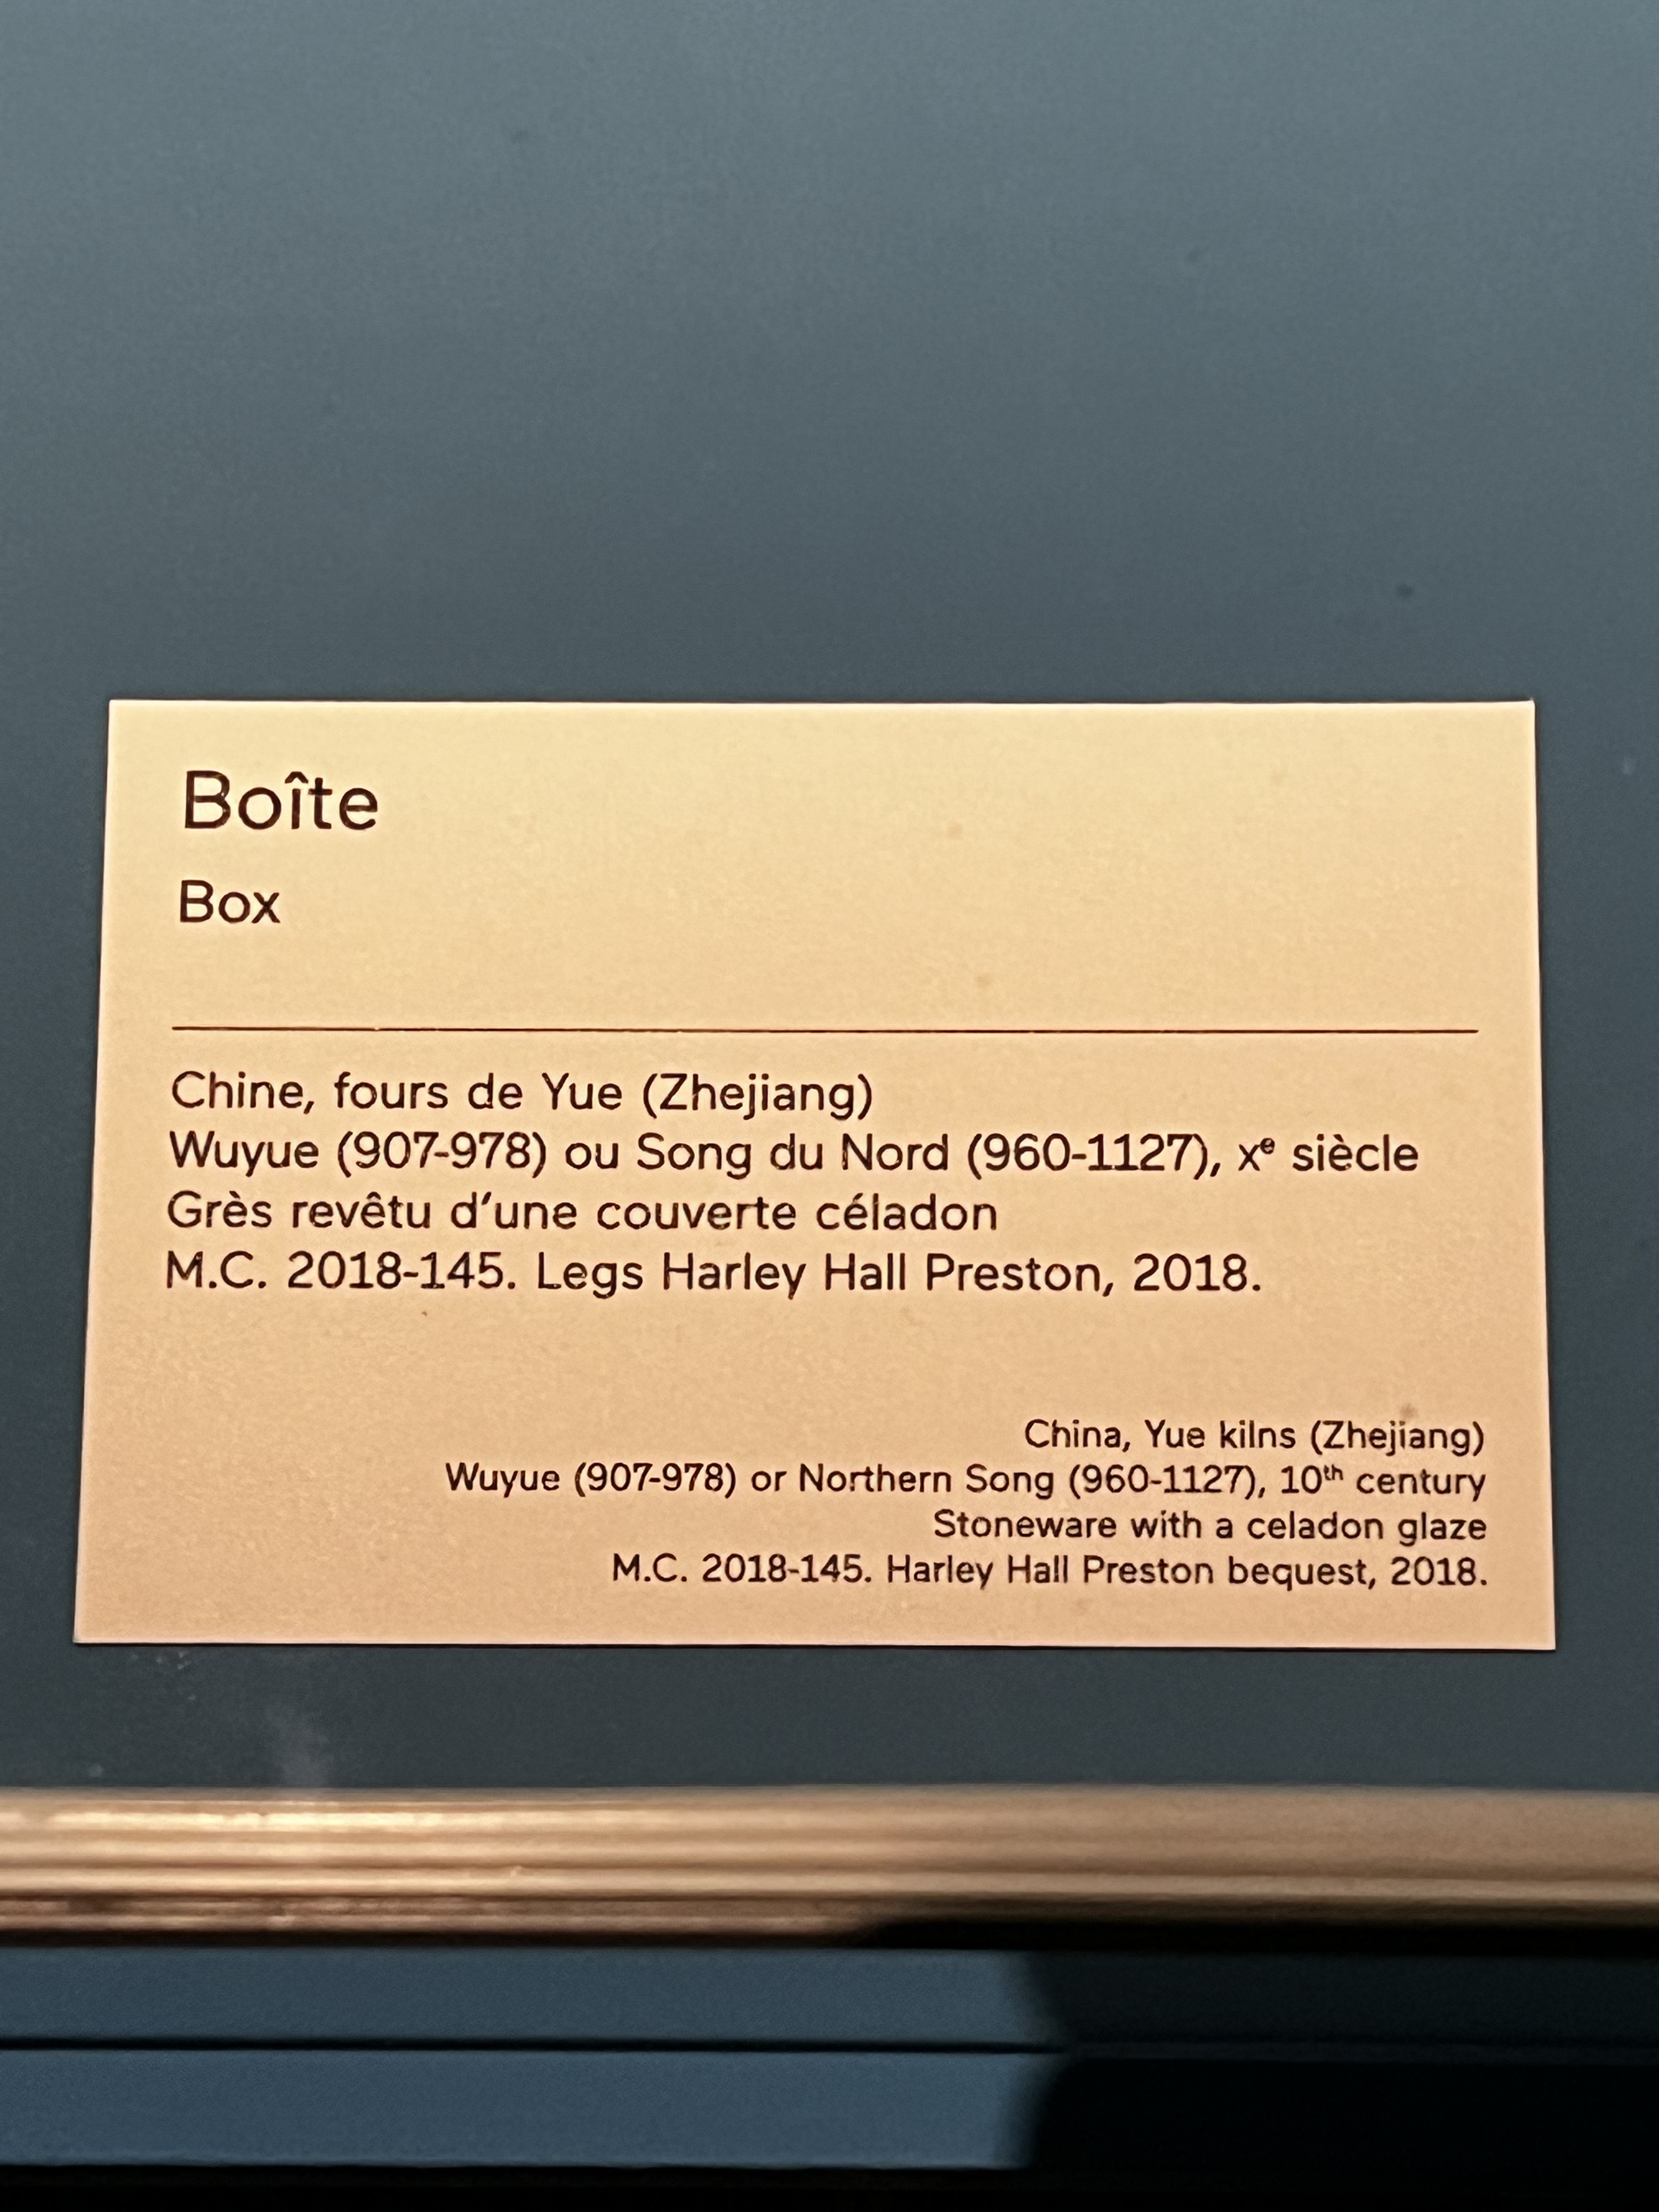 Boîte
Box
Chine, fours de Yue (Zhejiang)
Wuyue (907-978) ou Song du Nord (960-1127), xᵉ siècle
Grès revêtu d’une couverte céladon
M.C. 2018-145. Legs Harley Hall Preston, 2018.
China, Yue kilns (Zhejiang)
Wuyue (907-978) or Northern Song (960-1127), 10ᵗʰ century
Stoneware with a celadon glaze
M.C. 2018-145. Harley Hall Preston bequest, 2018.